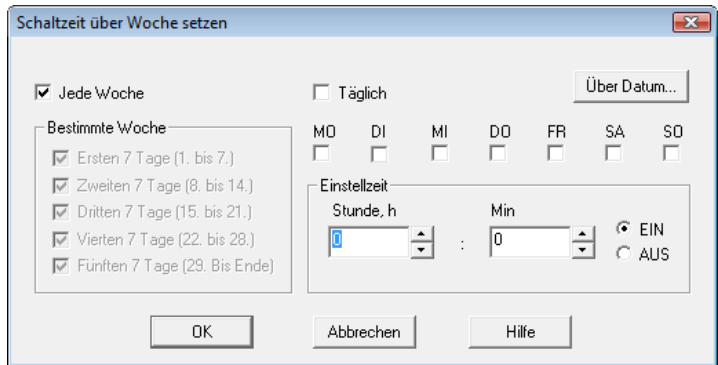 Schaltzeit über Woche setzen
Jede Woche
Täglich
Über Datum...
Bestimmte Woche
Ersten 7 Tage (1. bis 7.)
Zweiten 7 Tage (8. bis 14.)
Dritten 7 Tage (15. bis 21.)
Vierten 7 Tage (22. bis 28.)
Fünften 7 Tage (29. Bis Ende)
MO DI MI DO FR SA SO
Einstellzeit
Stunde, h Min
0 : 0
EIN
AUS
OK Abbrechen Hilfe